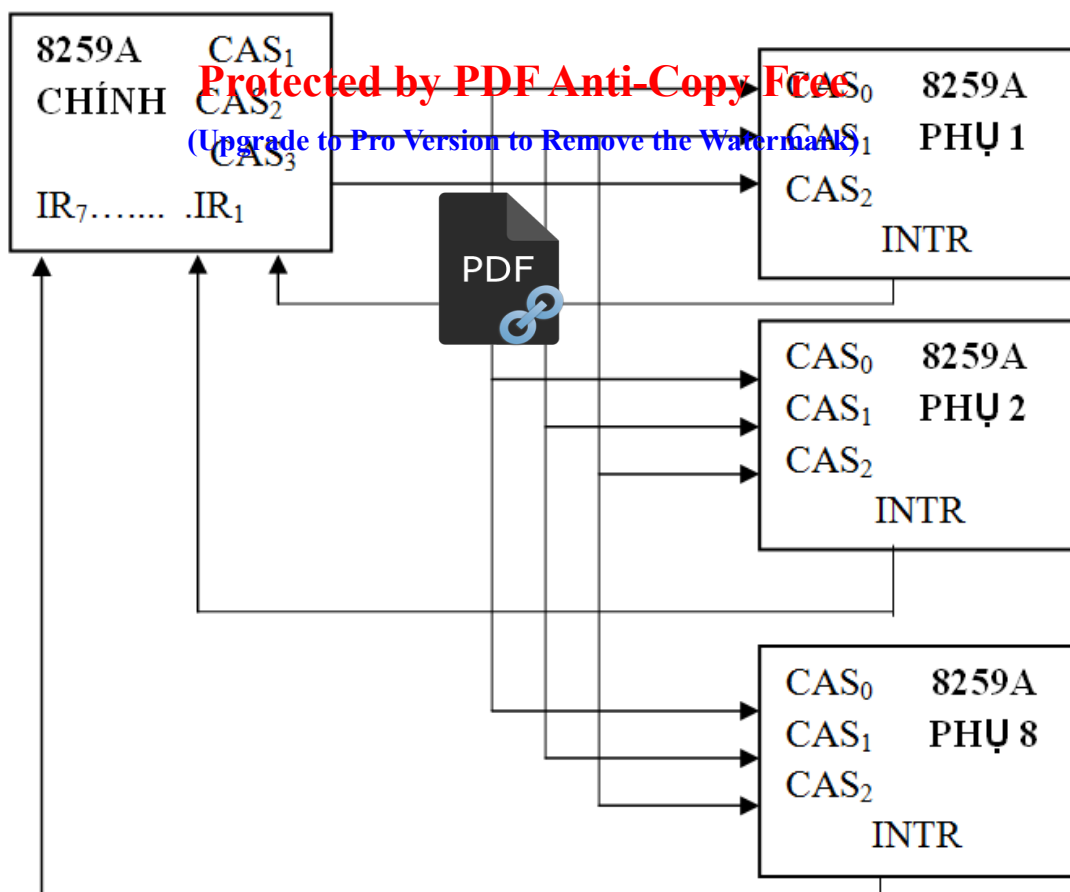 8259A CAS₁
CHÍNH CAS₂
CAS₃
IR₇…..... .IR₁
Protected by PDF Anti-Copy Free
(Upgrade to Pro Version to Remove the Watermark)
PDF
CAS₀ 8259A
CAS₁ PHỤ 1
CAS₂
INTR
CAS₀ 8259A
CAS₁ PHỤ 2
CAS₂
INTR
CAS₀ 8259A
CAS₁ PHỤ 8
CAS₂
INTR